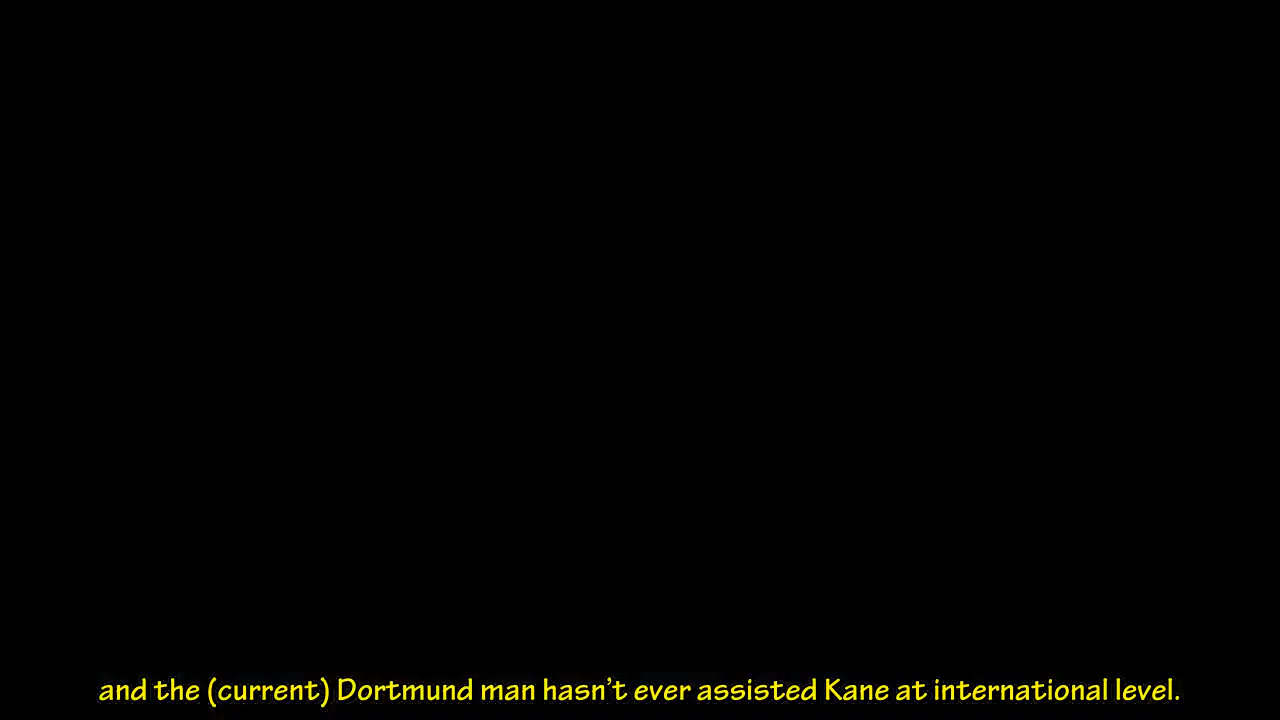 and the (current) Dortmund man hasn’t ever assisted Kane at international level.